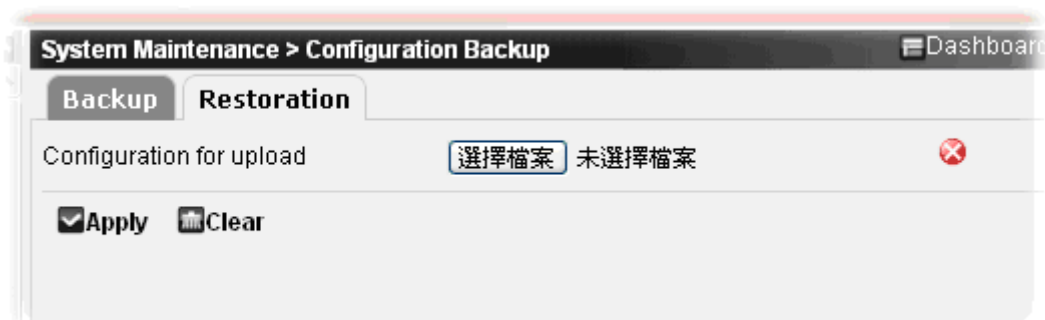 System Maintenance > Configuration Backup Dashboard
Backup Restoration
Configuration for upload 選擇檔案 未選擇檔案
Apply Clear